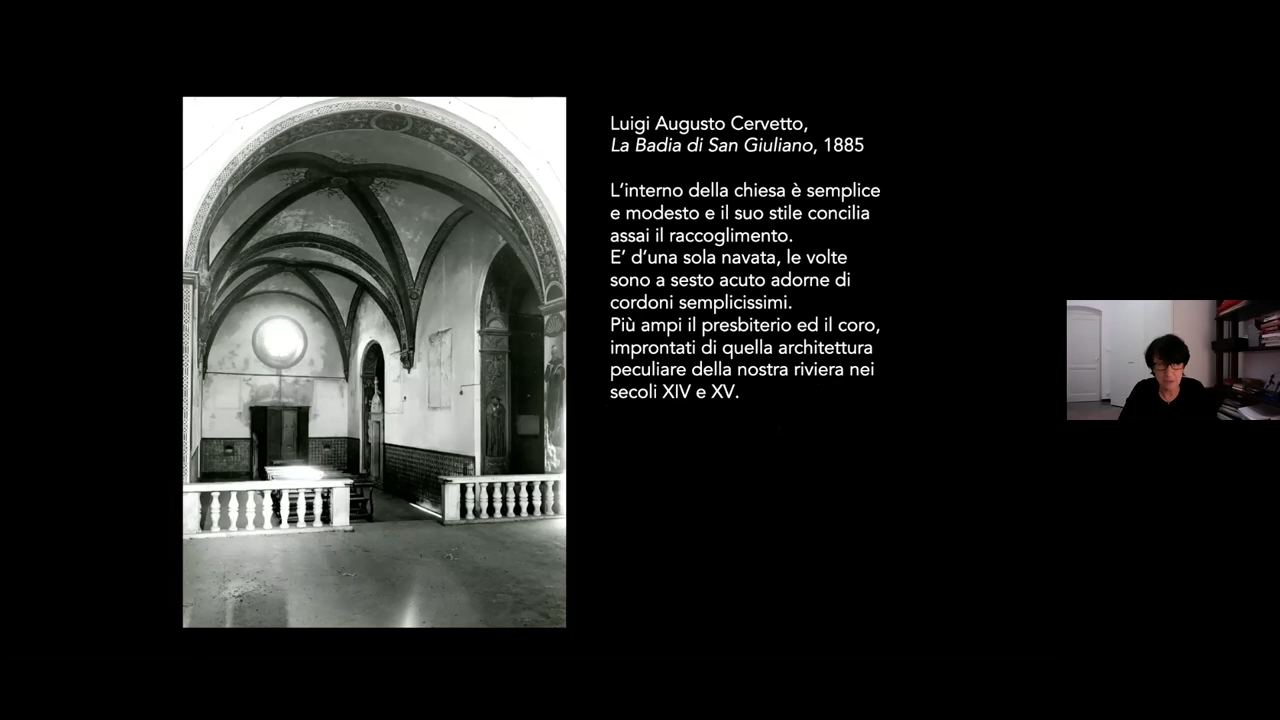 Luigi Augusto Cervetto,
La Badia di San Giuliano, 1885
L'interno della chiesa è semplice
e modesto e il suo stile concilia
assai il raccoglimento.
E' d'una sola navata, le volte
sono a sesto acuto adorne di
cordoni semplicissimi.
Più ampi il presbiterio ed il coro,
improntati di quella architettura
peculiare della nostra riviera nei
secoli XIV e XV.